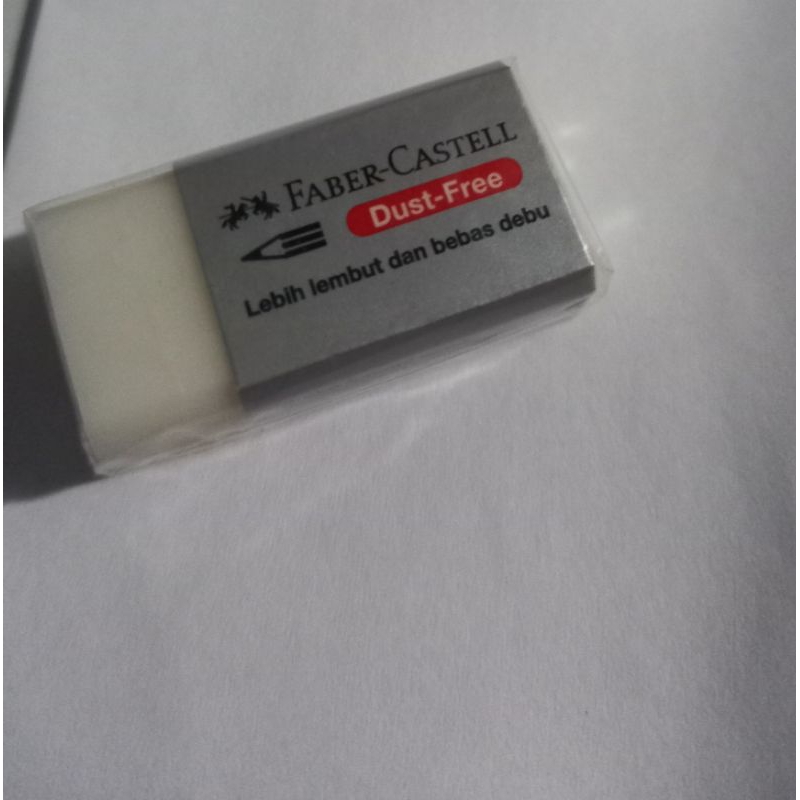 FABER-CASTELL
Dust-Free
Lebih lembut dan bebas debu